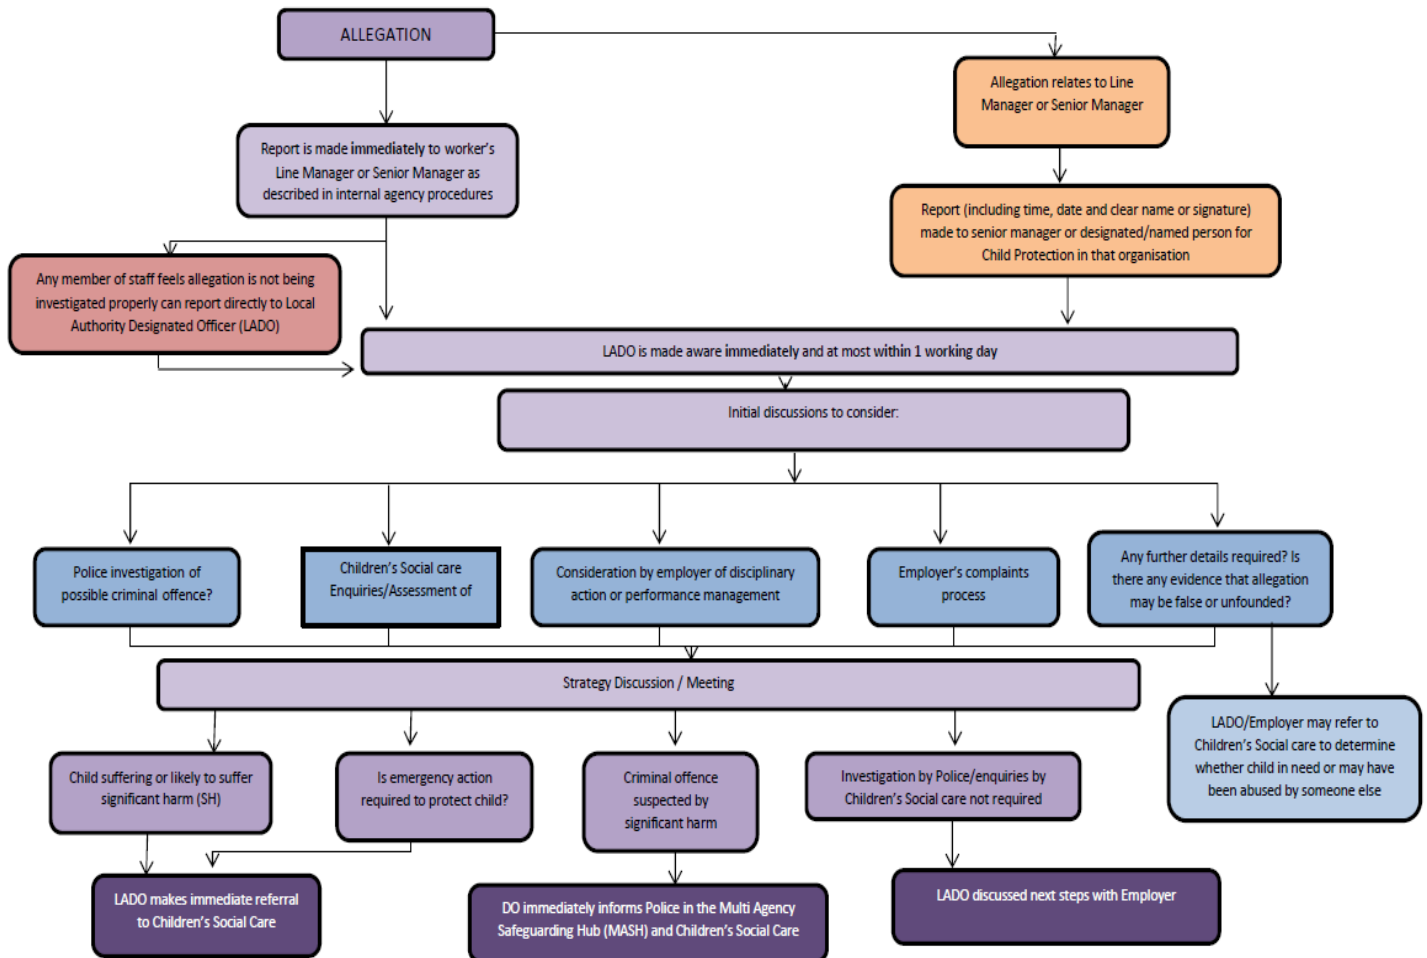 ALLEGATION
Allegation relates to Line
Manager or Senior Manager
Report is made immediately to worker's
Line Manager or Senior Manager as
described in internal agency procedures
Report (including time, date and clear name or signature)
made to senior manager or designated/named person for
Child Protection in that organisation
Any member of staff feels allegation is not being
investigated properly can report directly to Local
Authority Designated Officer (LADO)
LADO is made aware immediately and at most within 1 working day
Initial discussions to consider:
Police investigation of
possible criminal offence?
Children's Social care
Enquiries/Assessment of
Consideration by employer of disciplinary
action or performance management
Employer's complaints
process
Any further details required? Is
there any evidence that allegation
may be false or unfounded?
Strategy Discussion / Meeting
LADO/Employer may refer to
Children's Social care to determine
whether child in need or may have
been abused by someone else
Child suffering or likely to suffer
significant harm (SH)
Is emergency action
required to protect child?
Criminal offence
suspected by
significant harm
Investigation by Police/enquiries by
Children's Social care not required
LADO makes immediate referral
to Children's Social Care
DO immediately informs Police in the Multi Agency
Safeguarding Hub (MASH) and Children's Social Care
LADO discussed next steps with Employer